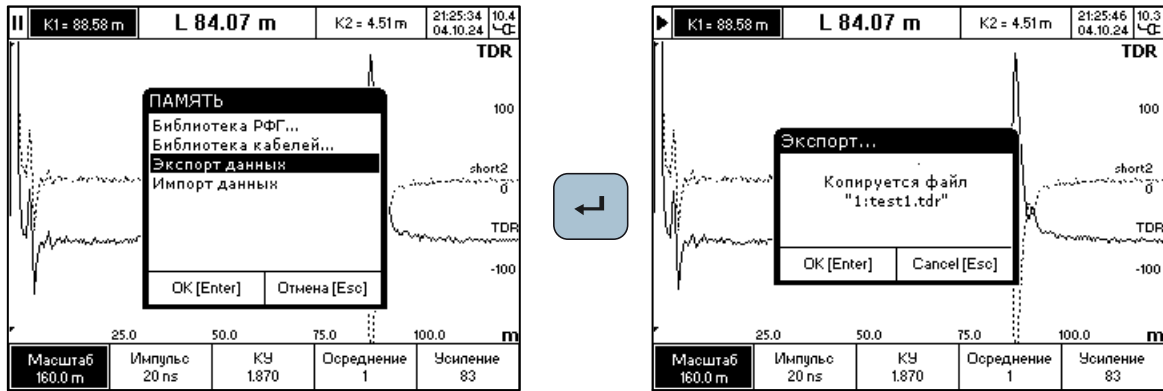 K1= 88.58 m
L 84.07 m
K2 = 4.51 m
21:25:34
04.10.24
10.4
TDR
100
short2
0
TDR
-100
ПАМЯТЬ
Библиотека РФГ...
Библиотека кабелей...
Экспорт данных
Импорт данных
OK [Enter]
Отмена [Esc]
25.0
50.0
75.0
100.0
m
Масштаб
160.0 m
Импульс
20 ns
КУ
1.870
Осреднение
1
Усиление
83
K1= 88.58 m
L 84.07 m
K2 = 4.51 m
21:25:46
04.10.24
10.3
TDR
100
short2
0
TDR
-100
Экспорт...
Копируется файл
"1:test1.tdr"
OK [Enter]
Cancel [Esc]
25.0
50.0
75.0
100.0
m
Масштаб
160.0 m
Импульс
20 ns
КУ
1.870
Осреднение
1
Усиление
83